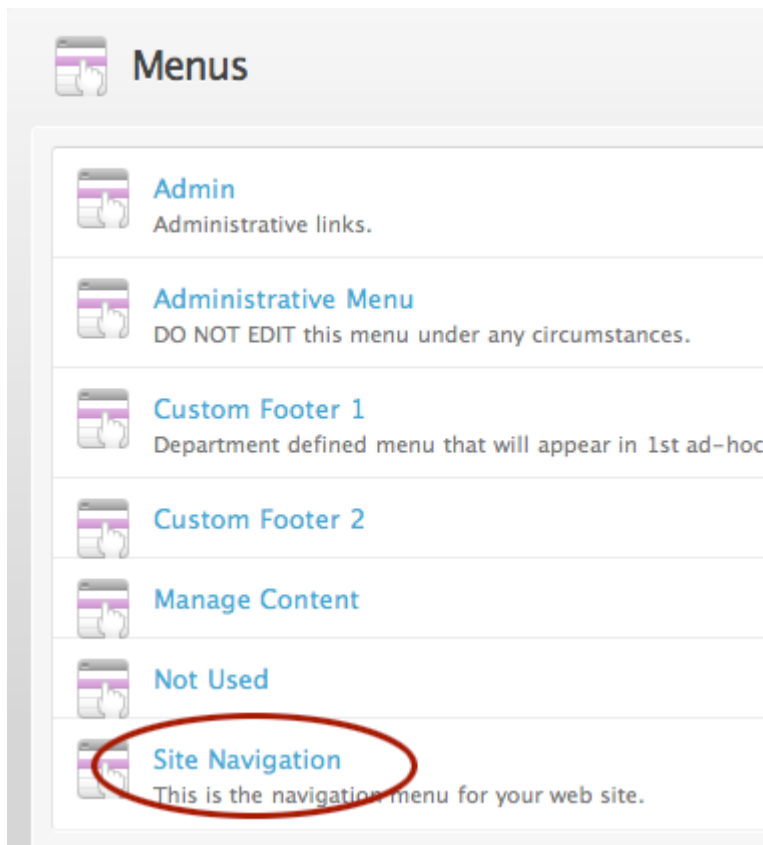 Menus
Admin
Administrative links.
Administrative Menu
DO NOT EDIT this menu under any circumstances.
Custom Footer 1
Department defined menu that will appear in 1st ad-hoc
Custom Footer 2
Manage Content
Not Used
Site Navigation
This is the navigation menu for your web site.